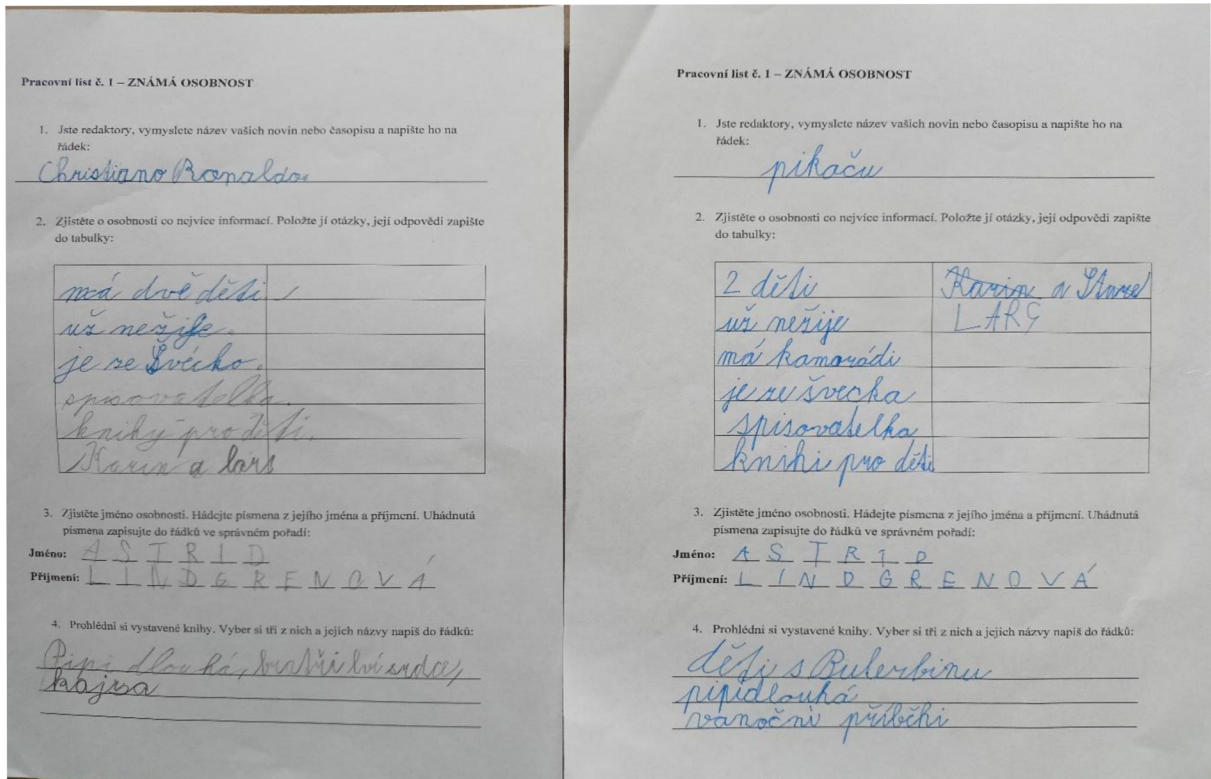 Pracovní list č. 1 – ZNÁMÁ OSOBNOST
1. Jste redaktory, vymyslete název vašich novin nebo časopisu a napište ho na
řádek:
Christiano Ronaldo
2. Zjistěte o osobnosti co nejvíce informací. Položte jí otázky, její odpovědi zapište
do tabulky:
má dvě děti
už nežije.
je ze Švécko.
spisovatelka.
knihy pro děti.
Karin a lars
3. Zjistěte jméno osobnosti. Hádejte písmena z jejího jména a příjmení. Uhádnutá
písmena zapisujte do řádků ve správném pořadí:
Jméno: A S T R I D
Příjmení: L I N D G R E N O V Á
4. Prohlédni si vystavené knihy. Vyber si tři z nich a jejich názvy napiš do řádků:
Pipi dlouhá, bratři lví srdce,
kajsa
Pracovní list č. 1 – ZNÁMÁ OSOBNOST
1. Jste redaktory, vymyslete název vašich novin nebo časopisu a napište ho na
řádek:
pikaču
2. Zjistěte o osobnosti co nejvíce informací. Položte jí otázky, její odpovědi zapište
do tabulky:
2 děti Karin a
už nežije LARS
má kamarádi
je ze švecka
spisovatelka
knihi pro děti
3. Zjistěte jméno osobnosti. Hádejte písmena z jejího jména a příjmení. Uhádnutá
písmena zapisujte do řádků ve správném pořadí:
Jméno: A S T R I D
Příjmení: L I N D G R E N O V Á
4. Prohlédni si vystavené knihy. Vyber si tři z nich a jejich názvy napiš do řádků:
děti s Bulerbinu
pipidlouhá
vanoční příběhi